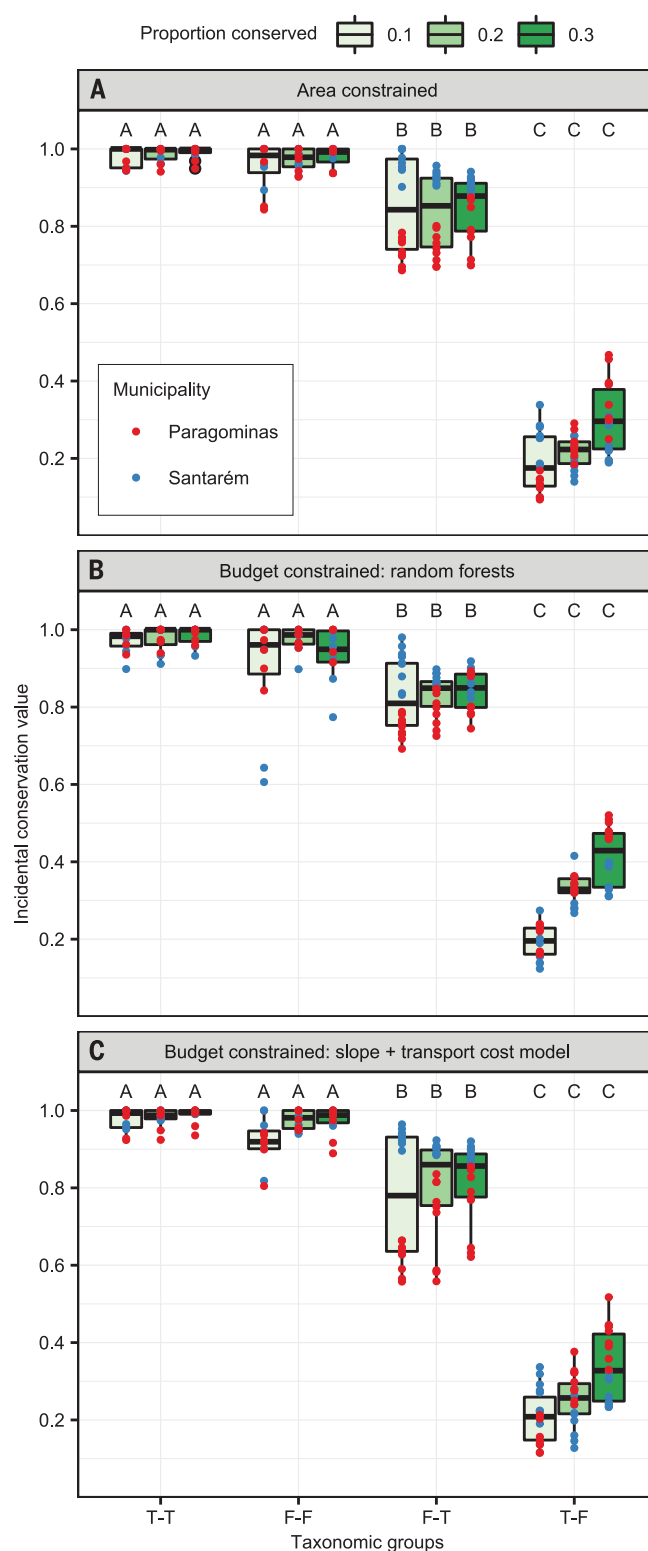 Proportion conserved 0.1 0.2 0.3
A Area constrained
A A A A A A B B B C C C
1.0
0.8
0.6
0.4
0.2
Municipality
Paragominas
Santarém
B Budget constrained: random forests
A A A A A A B B B C C C
1.0
0.8
0.6
0.4
0.2
Incidental conservation value
C Budget constrained: slope + transport cost model
A A A A A A B B B C C C
1.0
0.8
0.6
0.4
0.2
T-T F-F F-T T-F
Taxonomic groups